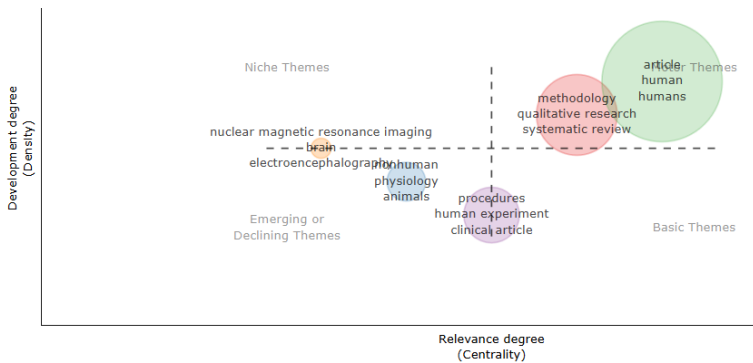 Niche Themes
Motor Themes
article
human
humans
methodology
qualitative research
systematic review
nuclear magnetic resonance imaging
brain
electroencephalography
nonhuman
physiology
animals
procedures
human experiment
clinical article
Emerging or
Declining Themes
Basic Themes
Development degree
(Density)
Relevance degree
(Centrality)